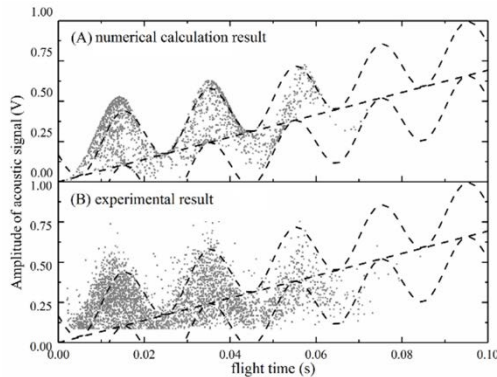 (A) numerical calculation result
0.75
0.50
0.25
0.00
1.00
(B) experimental result
0.75
0.50
0.25
0.00
0.00 0.02 0.04 0.06 0.08 0.10
flight time (s)
Amplitude of acoustic signal (V)